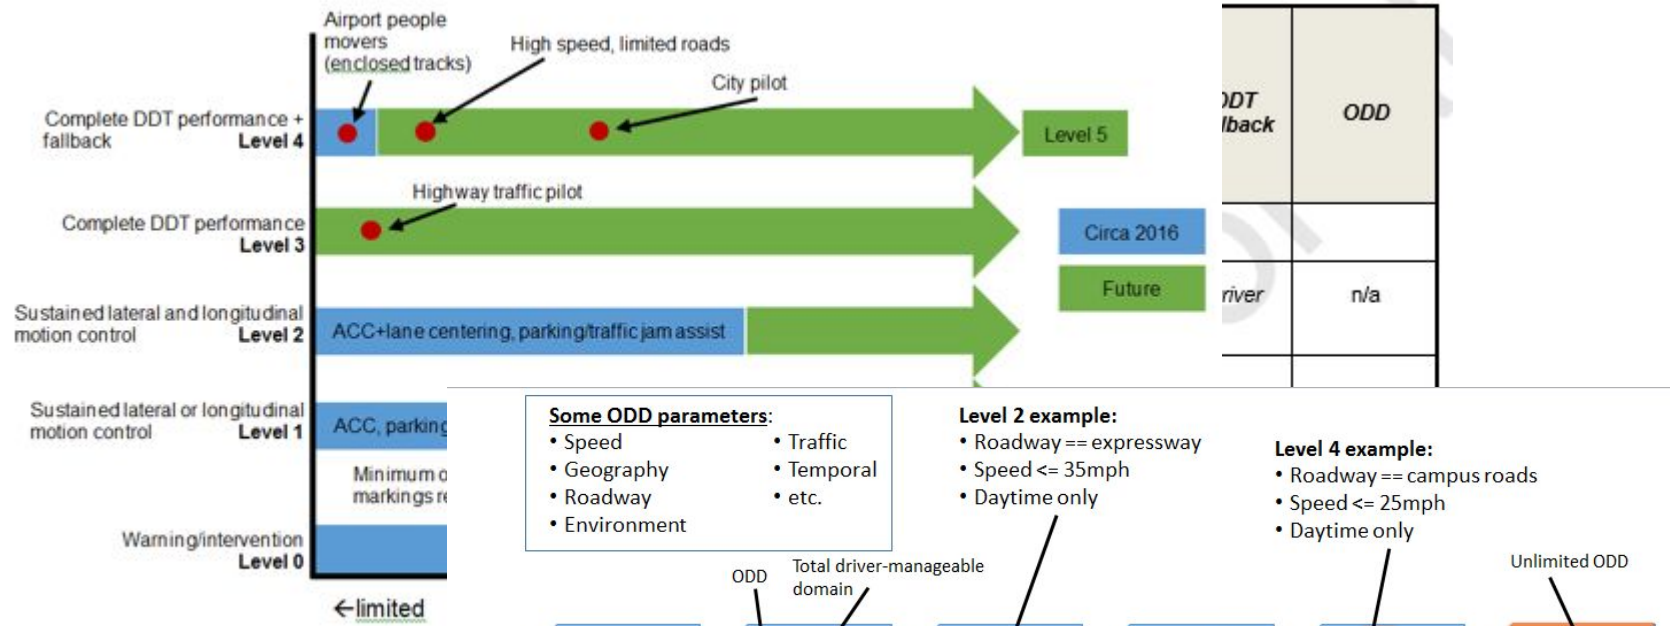 Airport people
movers
(enclosed tracks)
High speed, limited roads
City pilot
Complete DDT performance +
fallback Level 4
Level 5
Highway traffic pilot
Complete DDT performance
Level 3
Circa 2016
Future
Sustained lateral and longitudinal
motion control Level 2
ACC+lane centering, parking/traffic jam assist
Sustained lateral or longitudinal
motion control Level 1
ACC, parking
Minimum
markings
Warning/intervention
Level 0
←limited
DDT
ODD
n/a
Some ODD parameters:
• Speed
• Geography
• Roadway
• Environment
• Traffic
• Temporal
• etc.
Level 2 example:
• Roadway == expressway
• Speed <= 35mph
• Daytime only
Level 4 example:
• Roadway == campus roads
• Speed <= 25mph
• Daytime only
ODD
Total driver-manageable
domain
Unlimited ODD